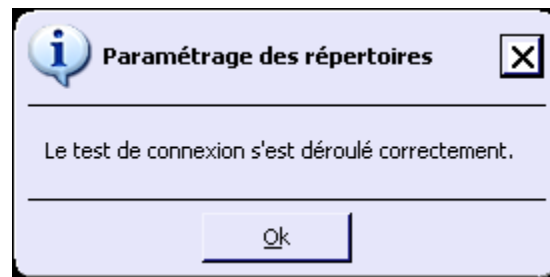 Paramétrage des répertoires
Le test de connexion s'est déroulé correctement.
Ok